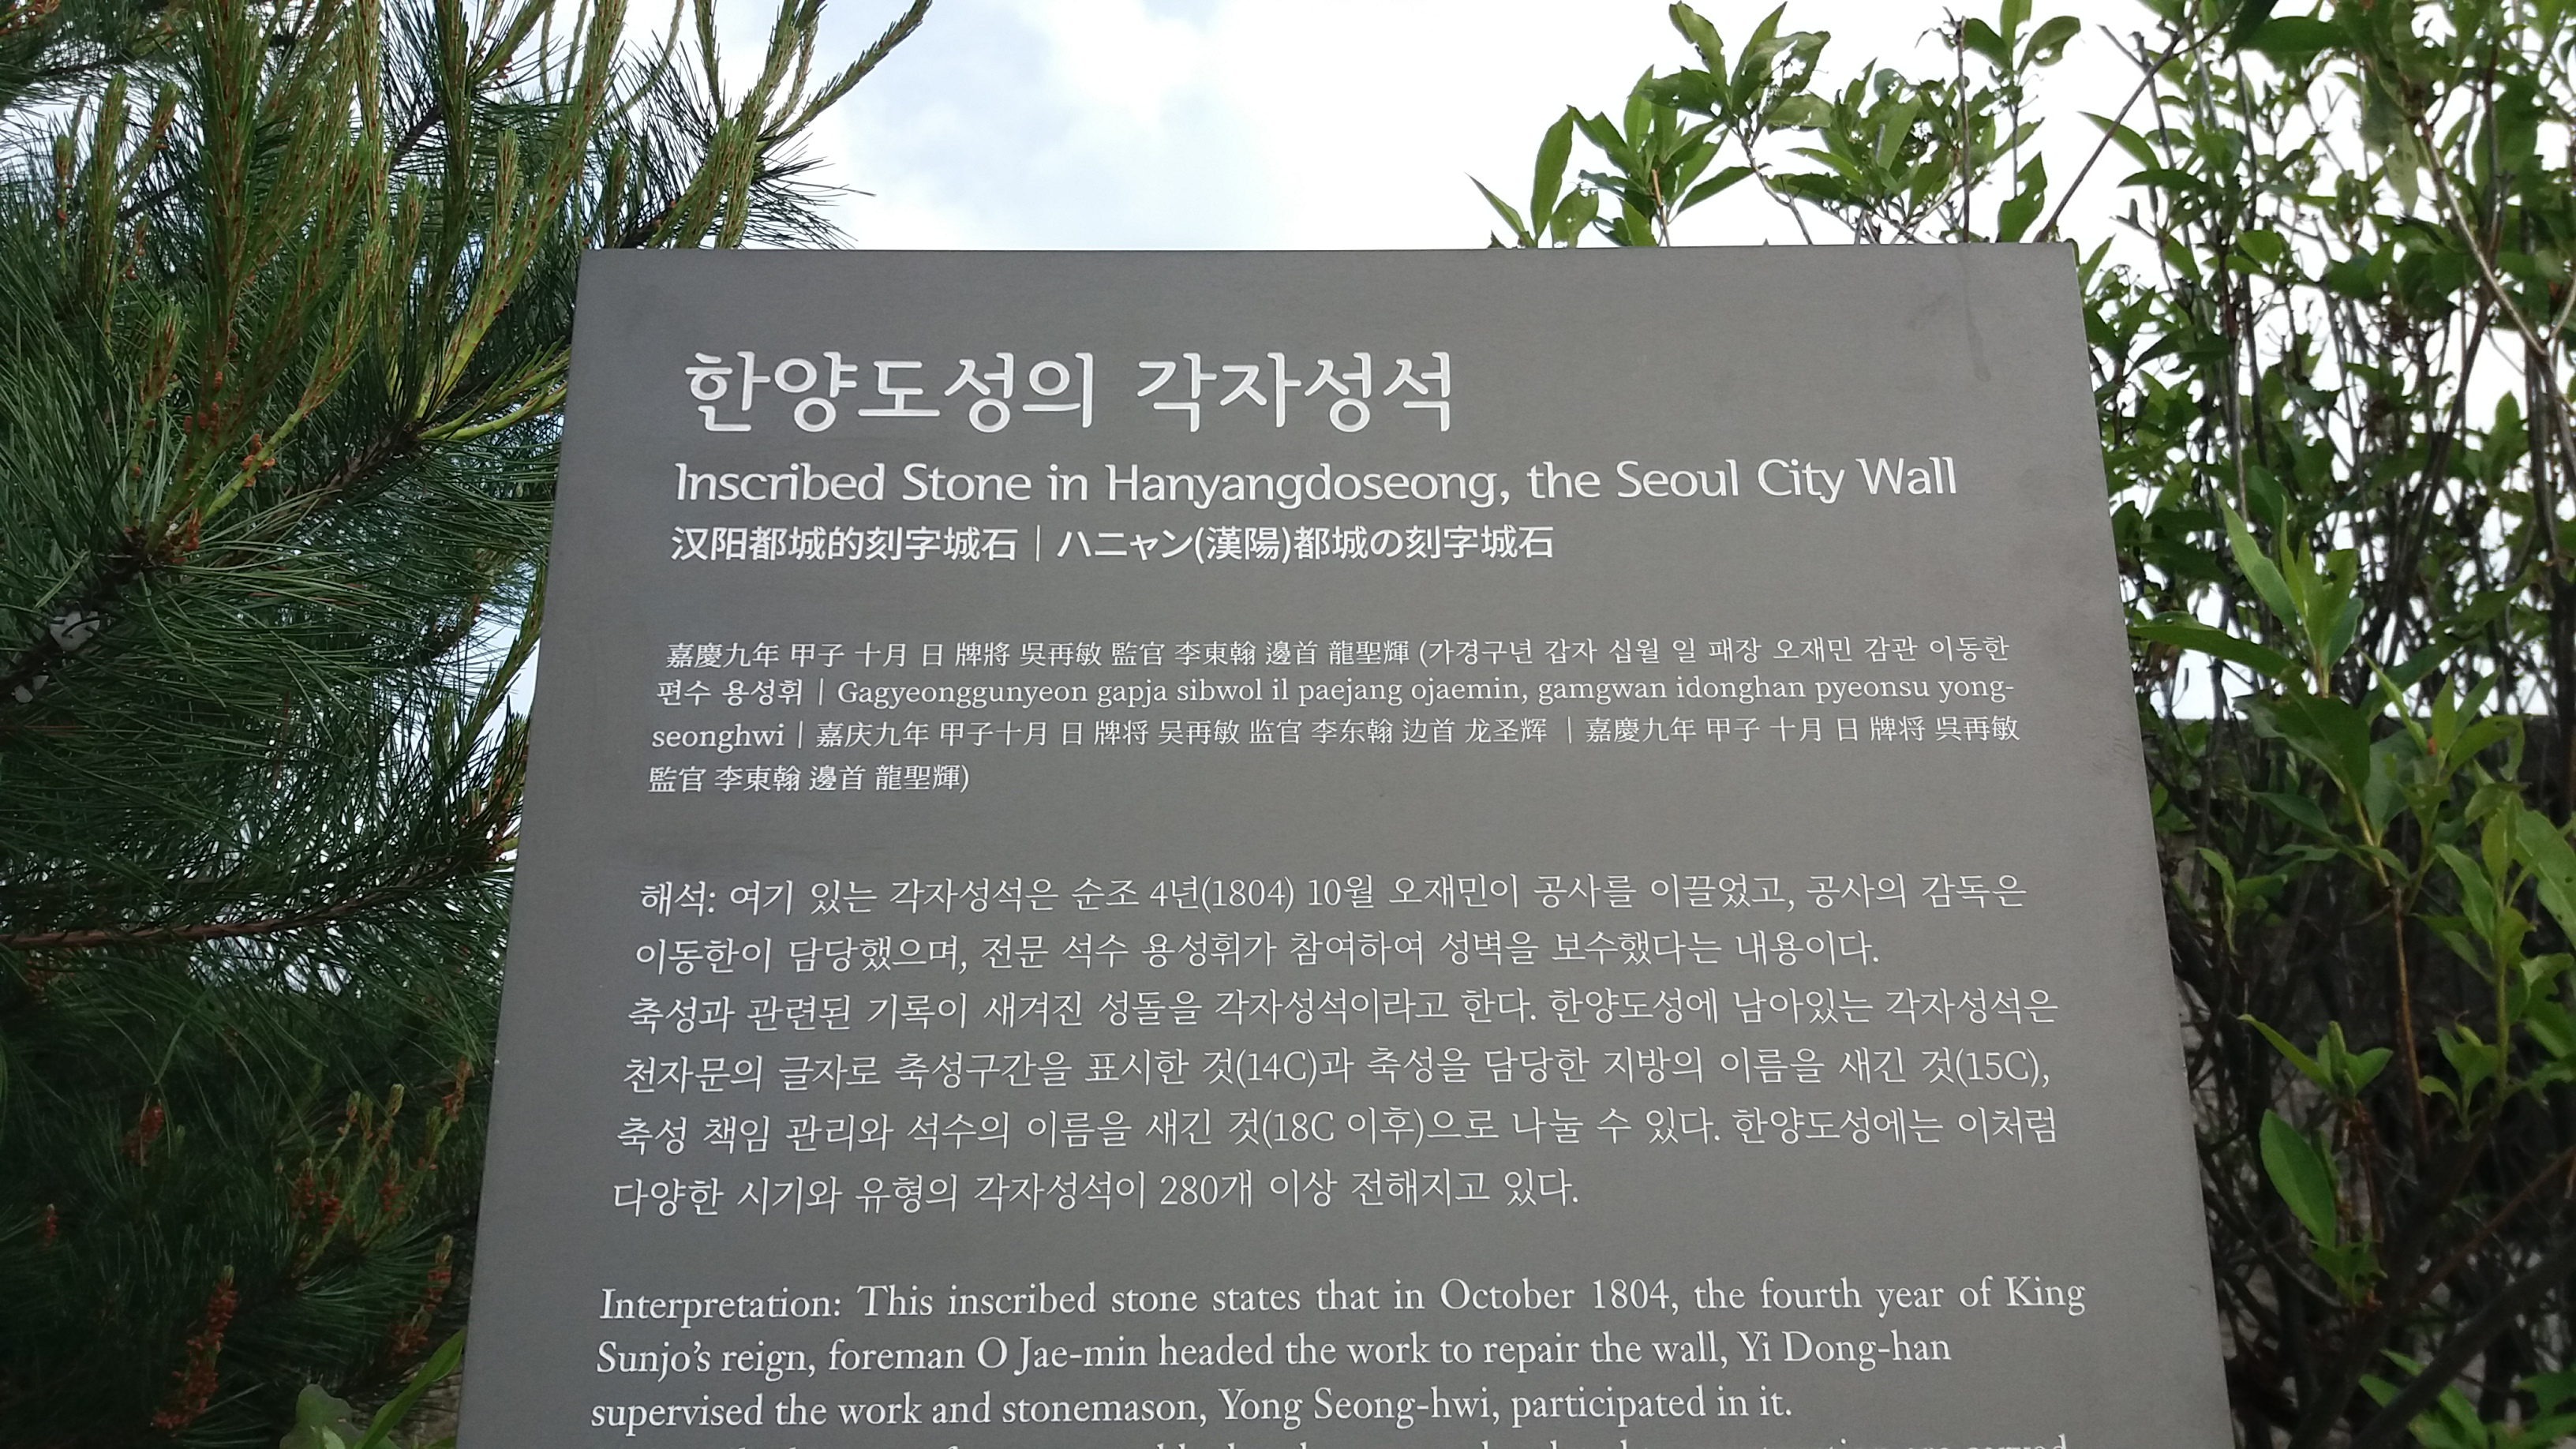 한양도성의 각자성석
Inscribed Stone in Hanyangdoseong, the Seoul City Wall
汉阳都城的刻字城石 | ハニャン(漢陽)都城の刻字城石
嘉慶九年 甲子 十月 日 牌將 吳再敏 監官 李東翰 邊首 龍聖輝 (가경구년 갑자 십월 일 패장 오재민 감관 이동한
편수 용성휘 | Gagyeonggunyeon gapja sibwol il paejang ojaemin, gamgwan idonghan pyeonsu yong-
seonghwi | 嘉庆九年 甲子十月 日 牌将 吴再敏 监官 李东翰 边首 龙圣辉 | 嘉慶九年 甲子 十月 日 牌将 呉再敏
監官 李東翰 邊首 龍聖輝)
해석: 여기 있는 각자성석은 순조 4년(1804) 10월 오재민이 공사를 이끌었고, 공사의 감독은
이동한이 담당했으며, 전문 석수 용성휘가 참여하여 성벽을 보수했다는 내용이다.
축성과 관련된 기록이 새겨진 성돌을 각자성석이라고 한다. 한양도성에 남아있는 각자성석은
천자문의 글자로 축성구간을 표시한 것(14C)과 축성을 담당한 지방의 이름을 새긴 것(15C),
축성 책임 관리와 석수의 이름을 새긴 것(18C 이후)으로 나눌 수 있다. 한양도성에는 이처럼
다양한 시기와 유형의 각자성석이 280개 이상 전해지고 있다.
Interpretation: This inscribed stone states that in October 1804, the fourth year of King
Sunjo's reign, foreman O Jae-min headed the work to repair the wall, Yi Dong-han
supervised the work and stonemason, Yong Seong-hwi, participated in it.